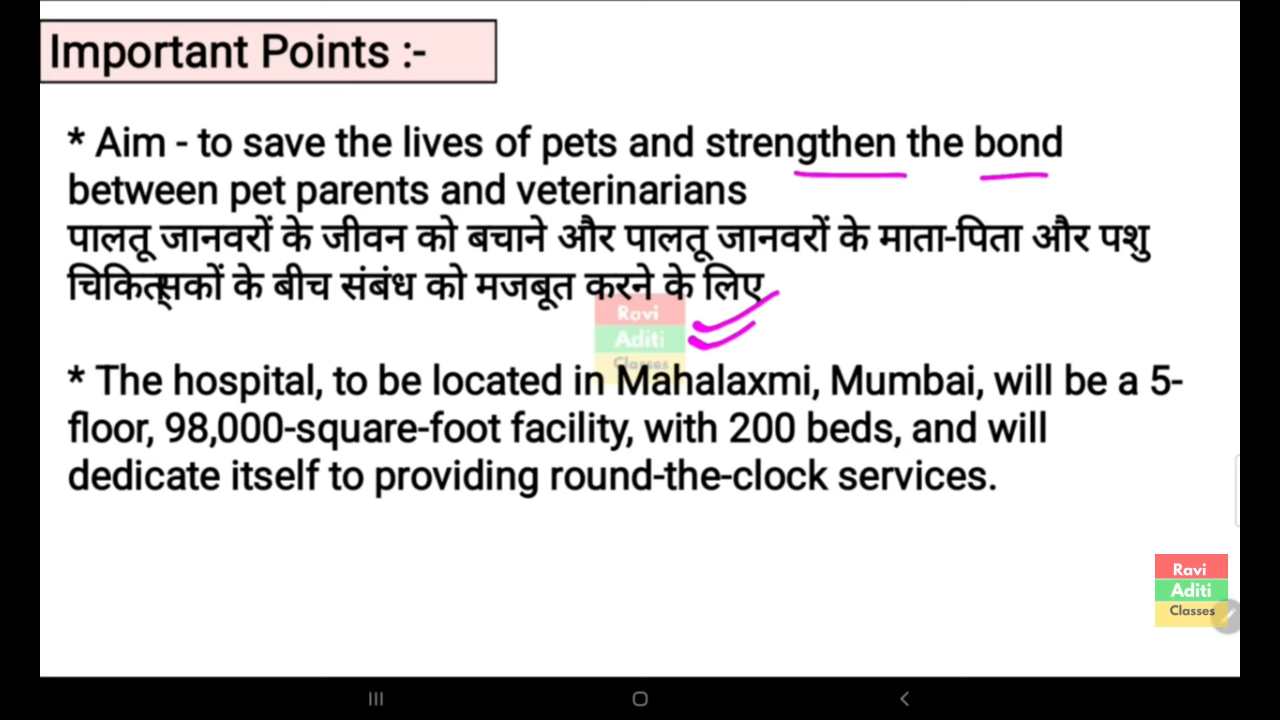 Important Points :-
* Aim - to save the lives of pets and strengthen the bond
between pet parents and veterinarians
पालतू जानवरों के जीवन को बचाने और पालतू जानवरों के माता-पिता और पशु
चिकित्सकों के बीच संबंध को मजबूत करने के लिए
Ravi
Aditi
Classes
* The hospital, to be located in Mahalaxmi, Mumbai, will be a 5-
floor, 98,000-square-foot facility, with 200 beds, and will
dedicate itself to providing round-the-clock services.
Ravi
Aditi
Classes